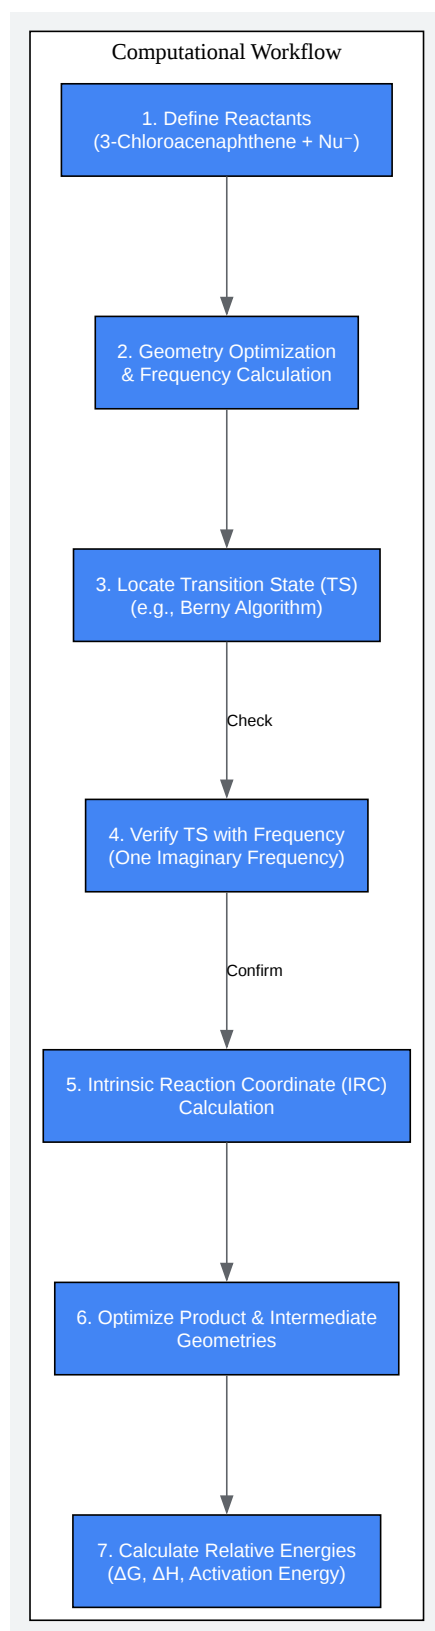 Computational Workflow
1. Define Reactants
(3-Chloroacenaphthene + Nu⁻)
2. Geometry Optimization
& Frequency Calculation
3. Locate Transition State (TS)
(e.g., Berny Algorithm)
Check
4. Verify TS with Frequency
(One Imaginary Frequency)
Confirm
5. Intrinsic Reaction Coordinate (IRC)
Calculation
6. Optimize Product & Intermediate
Geometries
7. Calculate Relative Energies
(ΔG, ΔH, Activation Energy)